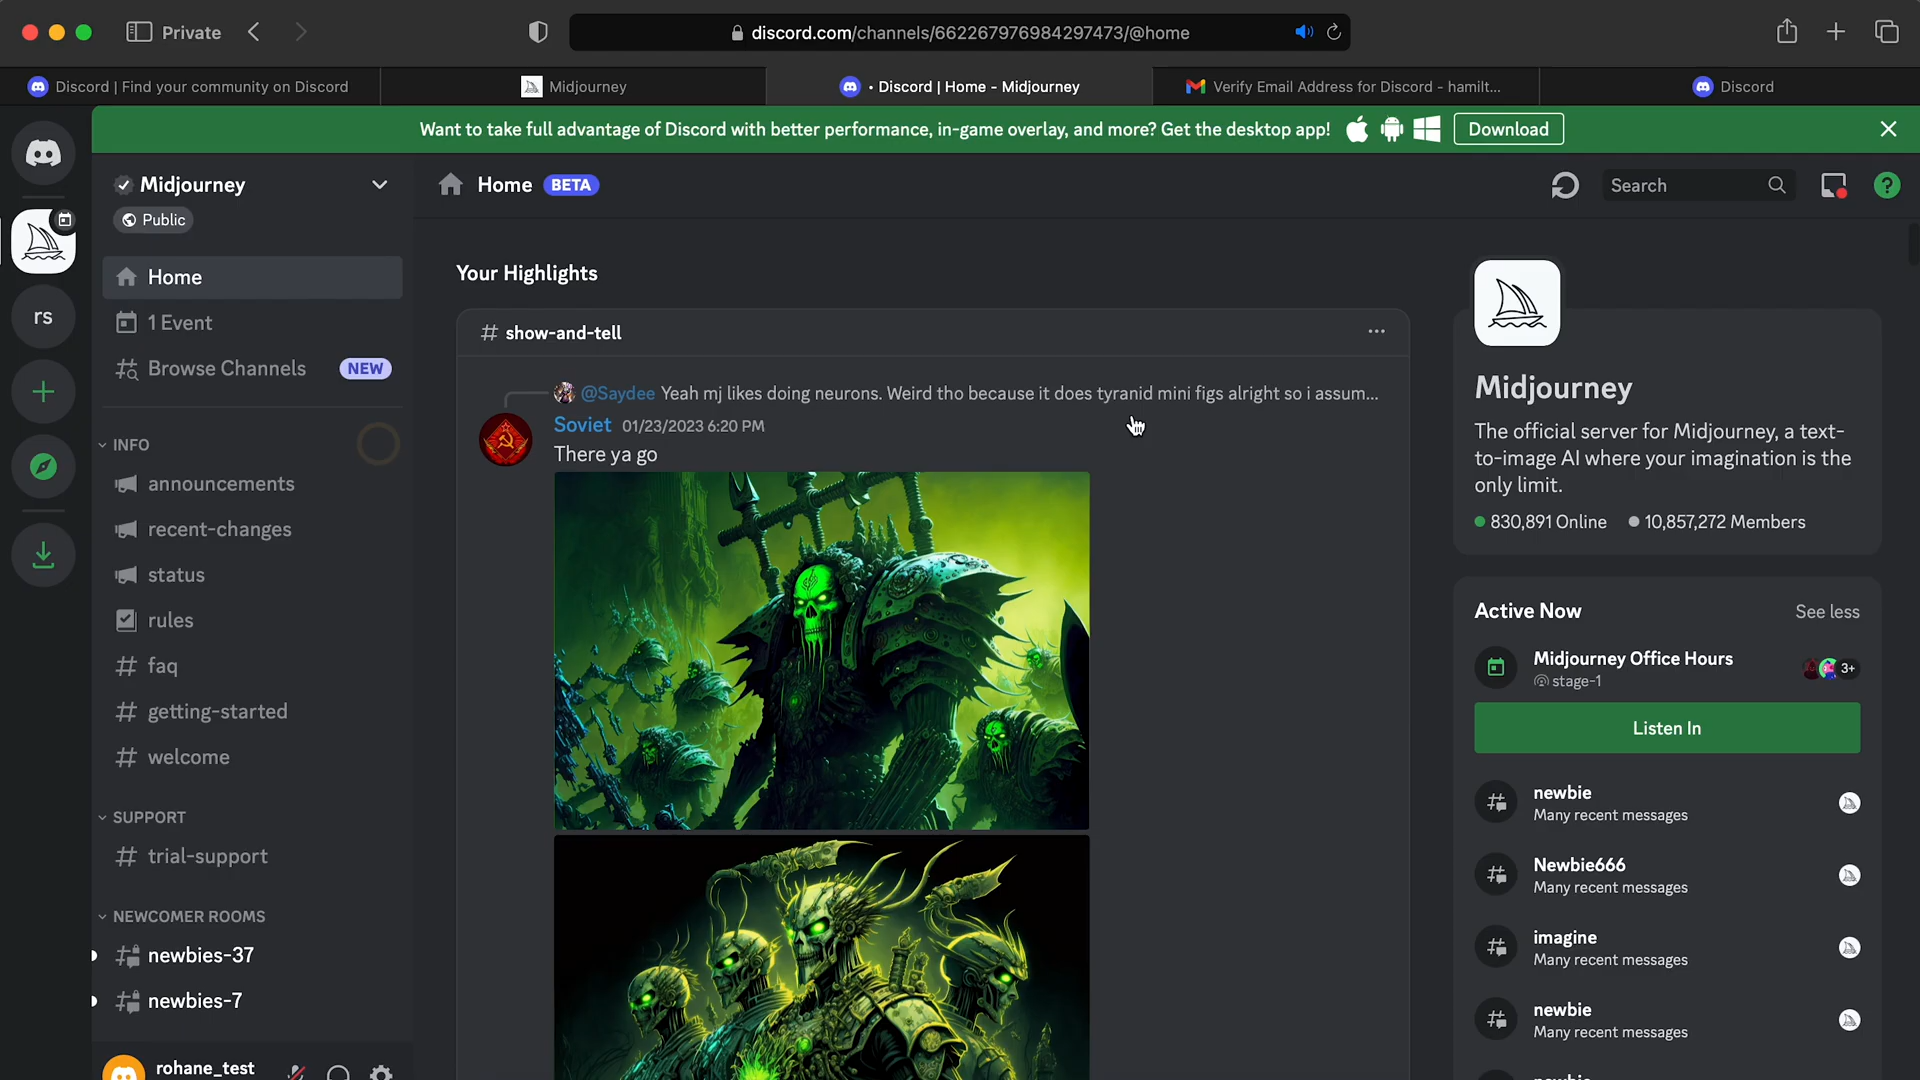 Private
discord.com/channels/662267976984297473/@home
Discord | Find your community on Discord
Midjourney
• Discord | Home - Midjourney
Verify Email Address for Discord - hamilt...
Discord
Want to take full advantage of Discord with better performance, in-game overlay, and more? Get the desktop app!
Download
Midjourney
Public
Home BETA
Search
Home
1 Event
Browse Channels NEW
INFO
announcements
recent-changes
status
rules
faq
getting-started
welcome
SUPPORT
trial-support
NEWCOMER ROOMS
newbies-37
newbies-7
rohane_test
rs
Your Highlights
show-and-tell
@Saydee Yeah mj likes doing neurons. Weird tho because it does tyranid mini figs alright so i assum...
Soviet 01/23/2023 6:20 PM
There ya go
Midjourney
The official server for Midjourney, a text-
to-image AI where your imagination is the
only limit.
830,891 Online 10,857,272 Members
Active Now
See less
Midjourney Office Hours
stage-1
3+
Listen In
newbie
Many recent messages
Newbie666
Many recent messages
imagine
Many recent messages
newbie
Many recent messages